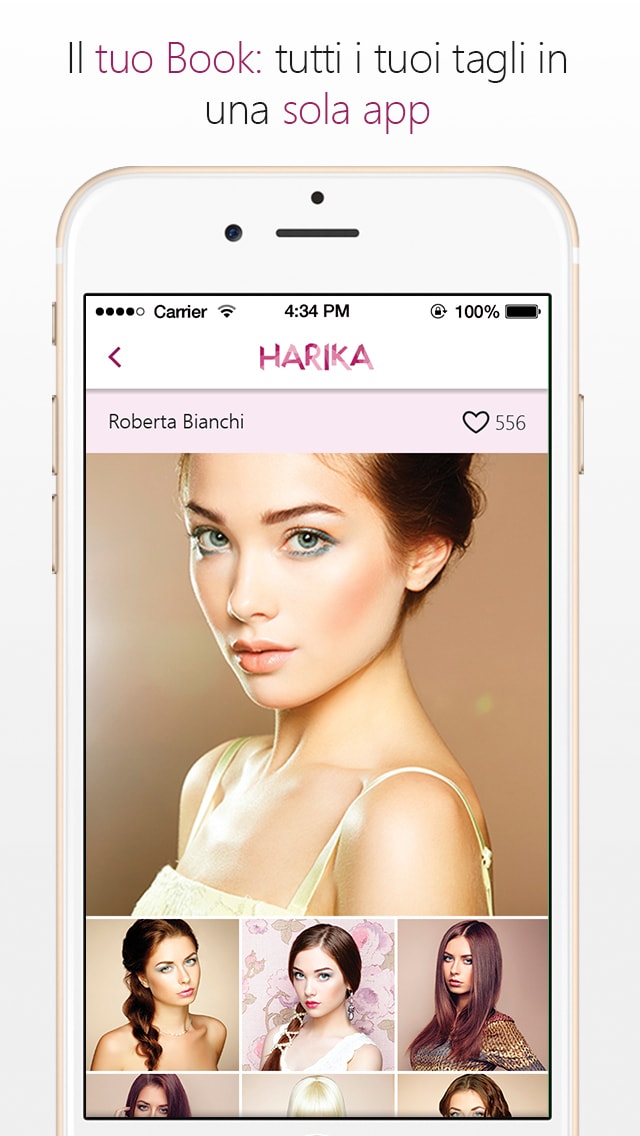 Il tuo Book: tutti i tuoi tagli in
una sola app
Carrier 4:34 PM 100%
HARIKA
Roberta Bianchi 556